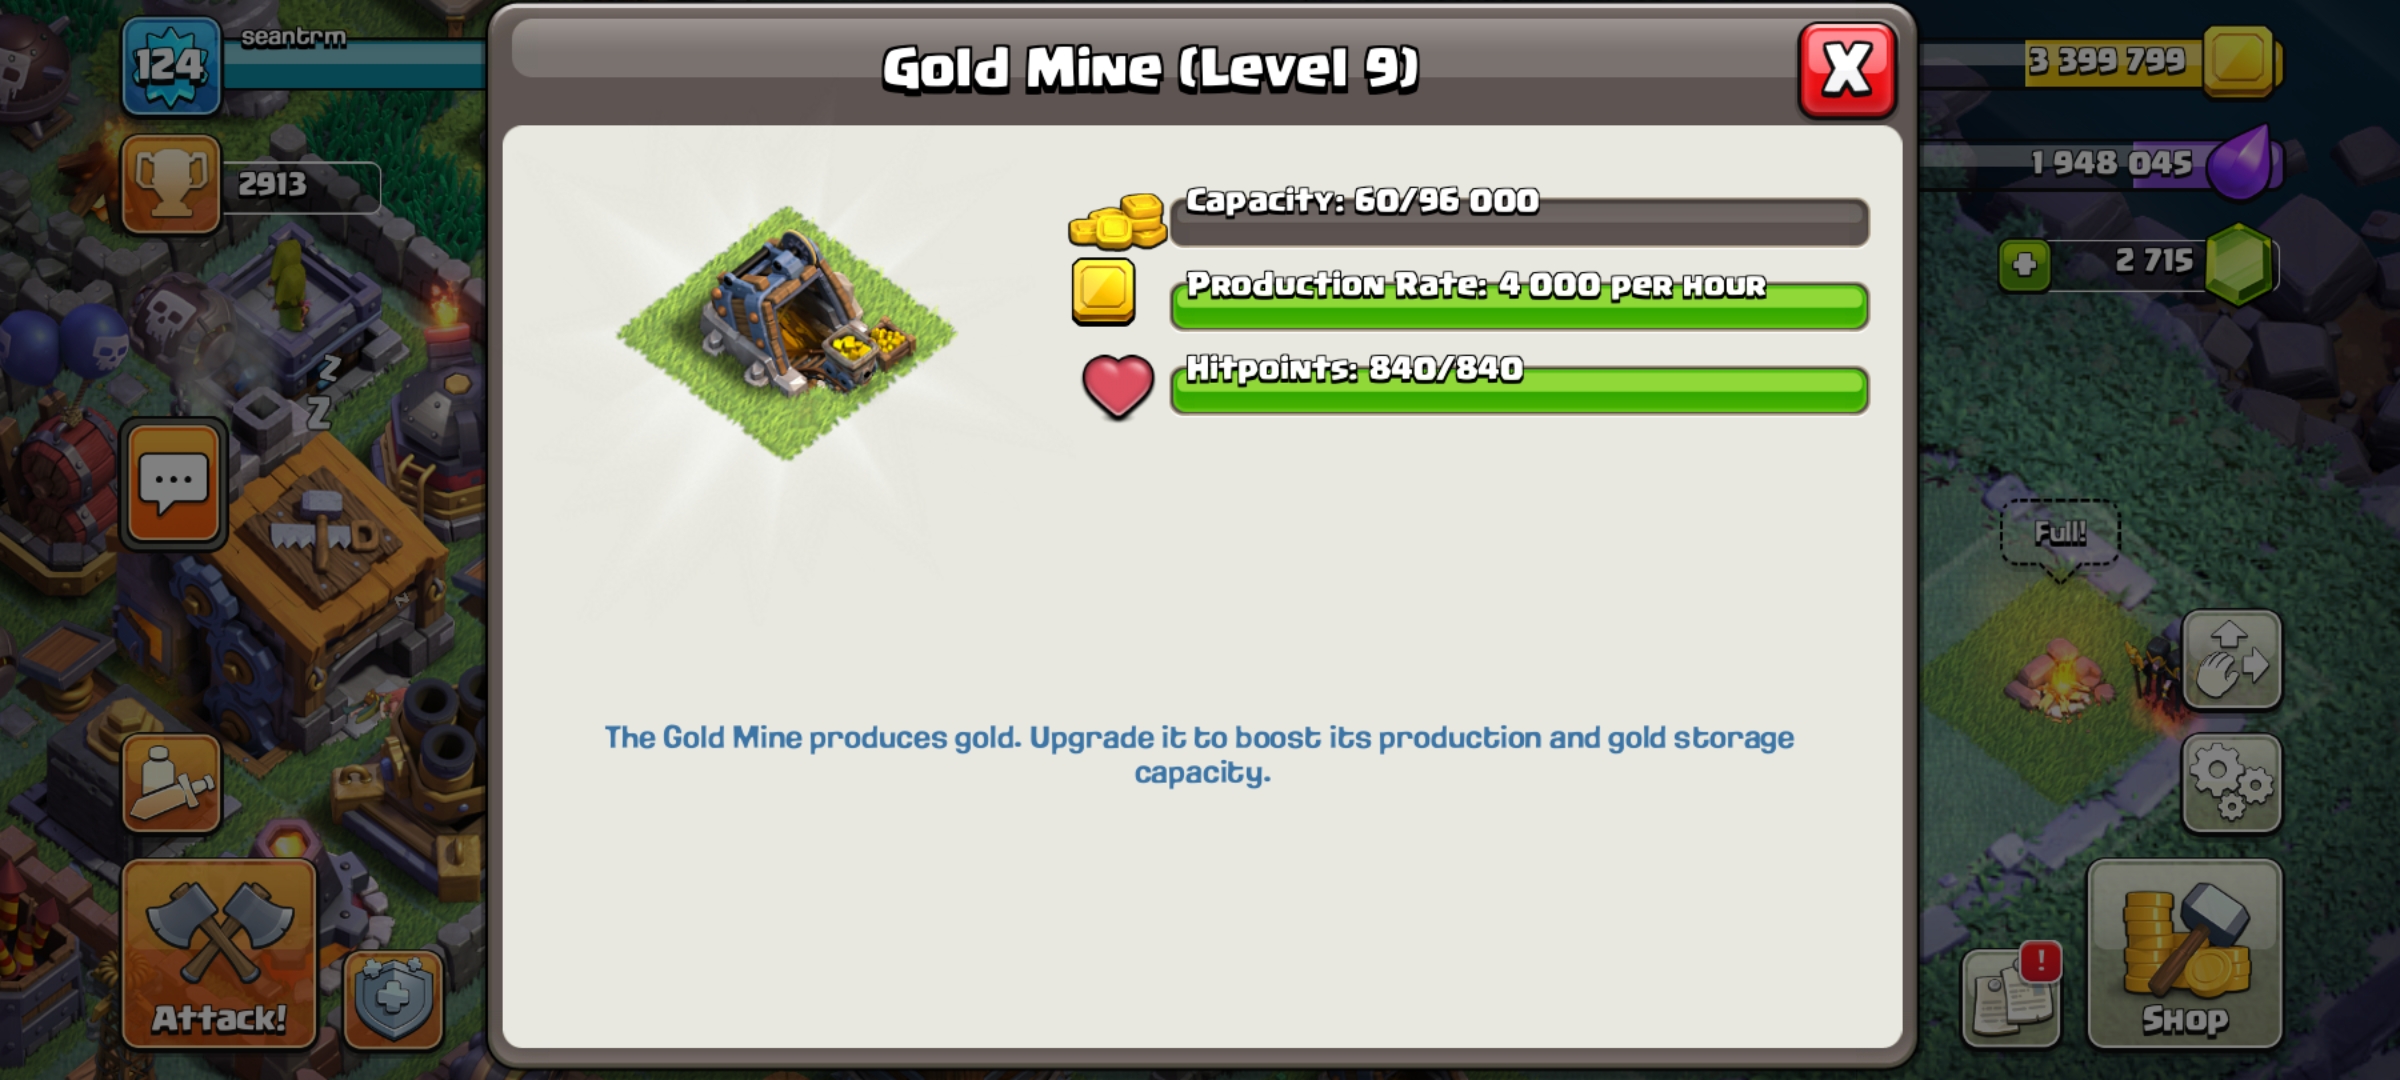 124
seantrm
Gold Mine (Level 9)
X
3 399 799
2913
Capacity: 60/96 000
1 948 045
Production Rate: 4 000 per hour
2 715
Hitpoints: 840/840
z
Z
Full!
The Gold Mine produces gold. Upgrade it to boost its production and gold storage
capacity.
!
Attack!
Shop